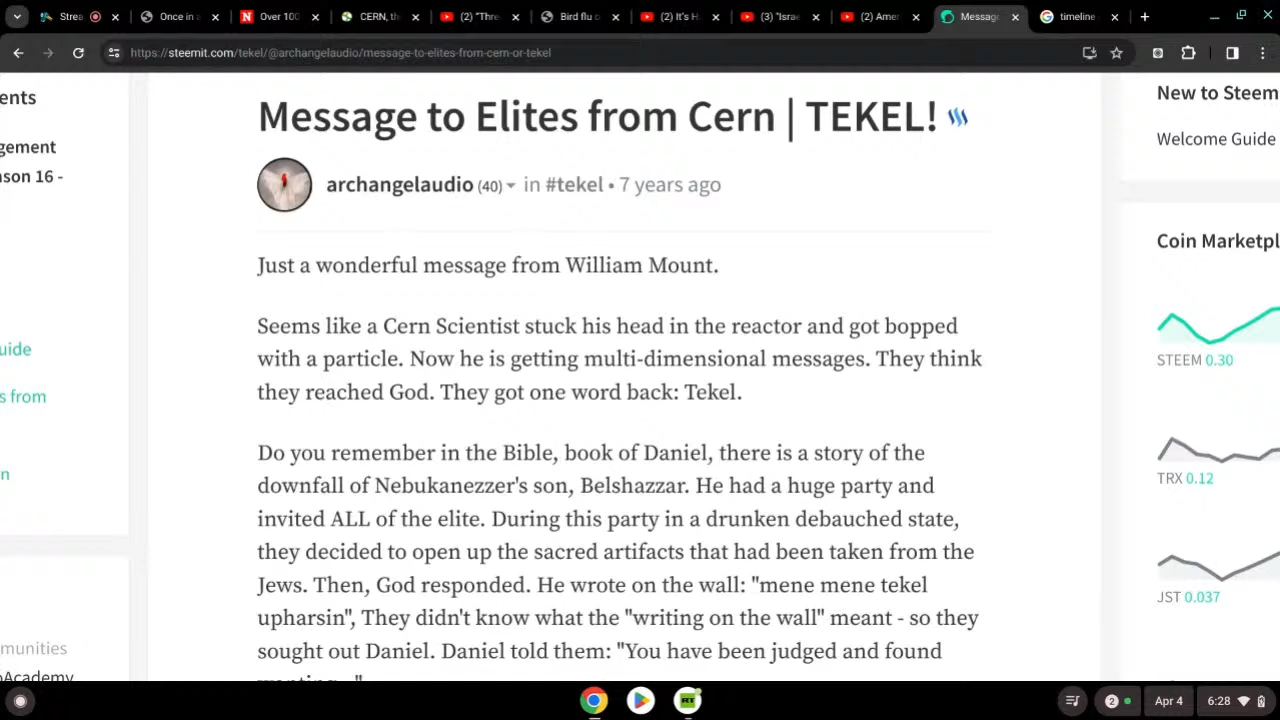 Strea
Once in a
Over 100
CERN, th
(2) "Thre
Bird flu o
(2) It's H
(3) "Israe
(2) Amer
Messag
timeline
https://steemit.com/tekel/@archangelaudio/message-to-elites-from-cern-or-tekel
ents
gement
ason 16 -
uide
s from
n
munities
oAcademy
Message to Elites from Cern | TEKEL!
archangelaudio (40) in #tekel • 7 years ago
Just a wonderful message from William Mount.
Seems like a Cern Scientist stuck his head in the reactor and got bopped
with a particle. Now he is getting multi-dimensional messages. They think
they reached God. They got one word back: Tekel.
Do you remember in the Bible, book of Daniel, there is a story of the
downfall of Nebukanezzer's son, Belshazzar. He had a huge party and
invited ALL of the elite. During this party in a drunken debauched state,
they decided to open up the sacred artifacts that had been taken from the
Jews. Then, God responded. He wrote on the wall: "mene mene tekel
upharsin", They didn't know what the "writing on the wall" meant - so they
sought out Daniel. Daniel told them: "You have been judged and found
New to Steem
Welcome Guide
Coin Marketpl
STEEM 0.30
TRX 0.12
JST 0.037
RT
2
Apr 4
6:28